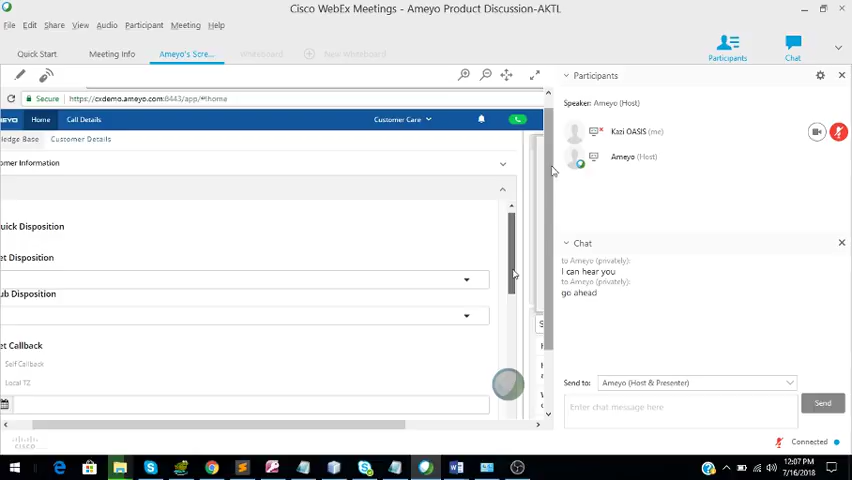 Cisco WebEx Meetings - Ameyo Product Discussion-AKTL
File Edit Share View Audio Participant Meeting Help
Quick Start Meeting Info Ameyo's Scre... Whiteboard New Whiteboard
Participants Chat
Participants
Secure https://cxdemo.ameyo.com:8443/app/#home
Speaker: Ameyo (Host)
MEYO Home Call Details Customer Care
Kazi OASIS (me)
ledge Base Customer Details
Ameyo (Host)
omer Information
uick Disposition
Chat
et Disposition
to Ameyo (privately):
I can hear you
to Ameyo (privately):
go ahead
ub Disposition
et Callback
Self Callback
Local TZ
Send to: Ameyo (Host & Presenter)
Enter chat message here
Send
CISCO
Connected
12:07 PM
7/16/2018